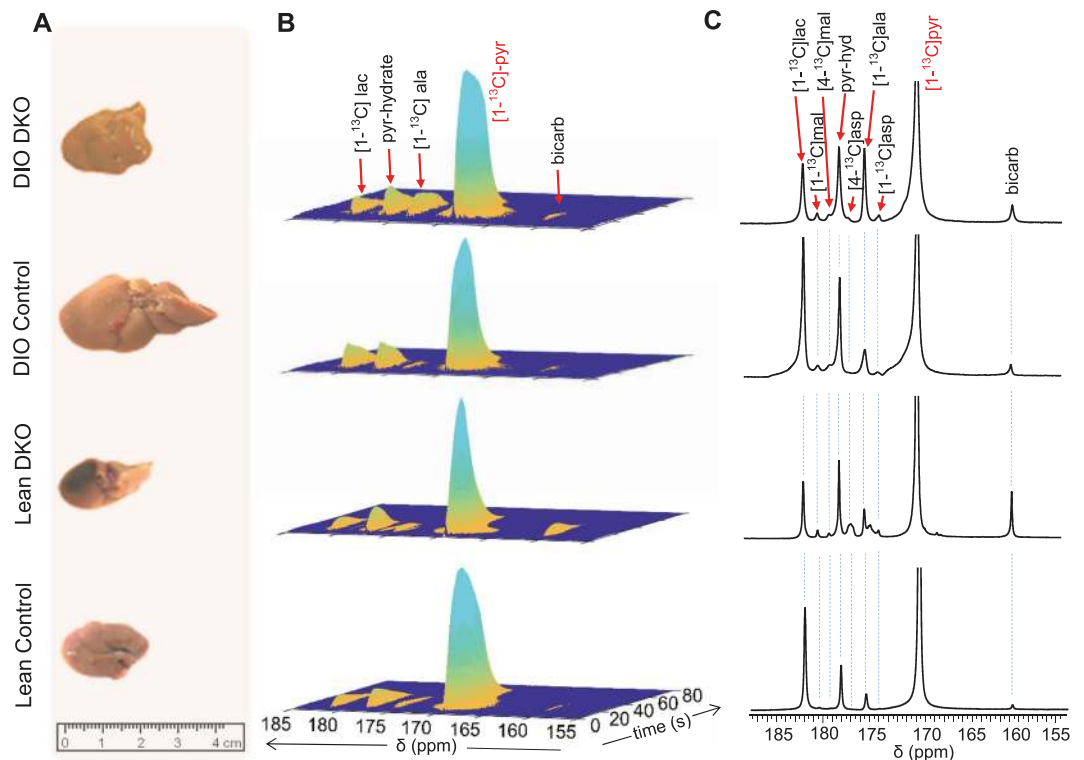 A
B
C
DIO DKO
DIO Control
Lean DKO
Lean Control
0 1 2 3 4 cm
[1-¹³C] lac
pyr-hydrate
[1-¹³C] ala
[1-¹³C]-pyr
bicarb
185 180 175 170 165 160 155
δ (ppm)
0 20 40 60 80
time (s)
[1-¹³C]lac
[1-¹³C]mal
[4-¹³C]mal
pyr-hyd
[4-¹³C]asp
[1-¹³C]ala
[1-¹³C]asp
[1-¹³C]pyr
bicarb
185 180 175 170 165 160 155
δ (ppm)